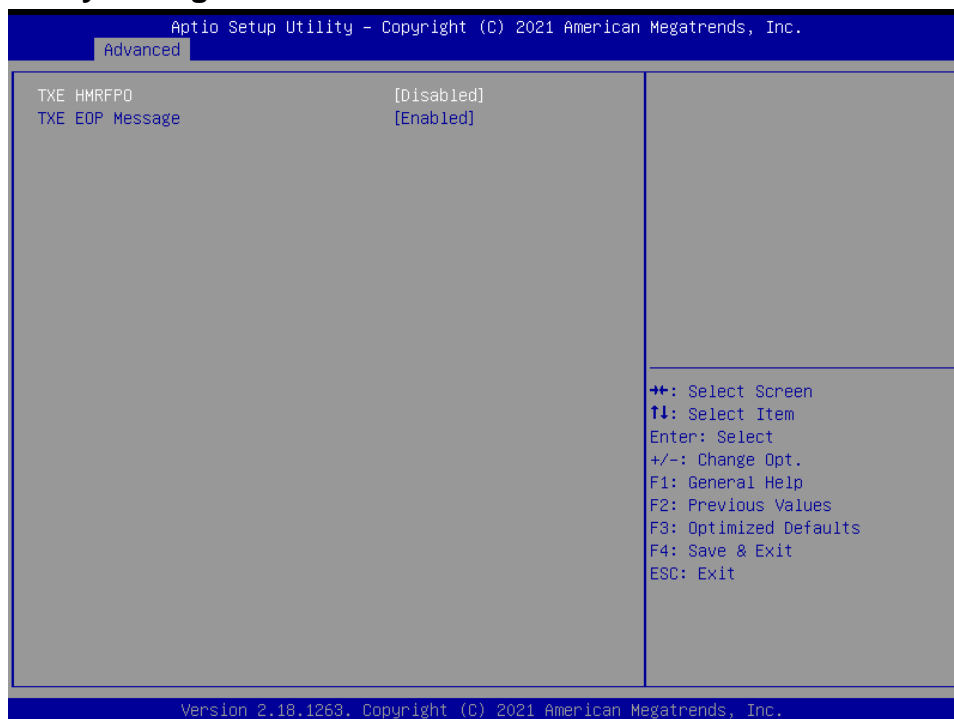 Aptio Setup Utility – Copyright (C) 2021 American Megatrends, Inc.
Advanced
TXE HMRFPO [Disabled]
TXE EOP Message [Enabled]
→←: Select Screen
↑↓: Select Item
Enter: Select
+/-: Change Opt.
F1: General Help
F2: Previous Values
F3: Optimized Defaults
F4: Save & Exit
ESC: Exit
Version 2.18.1263. Copyright (C) 2021 American Megatrends, Inc.